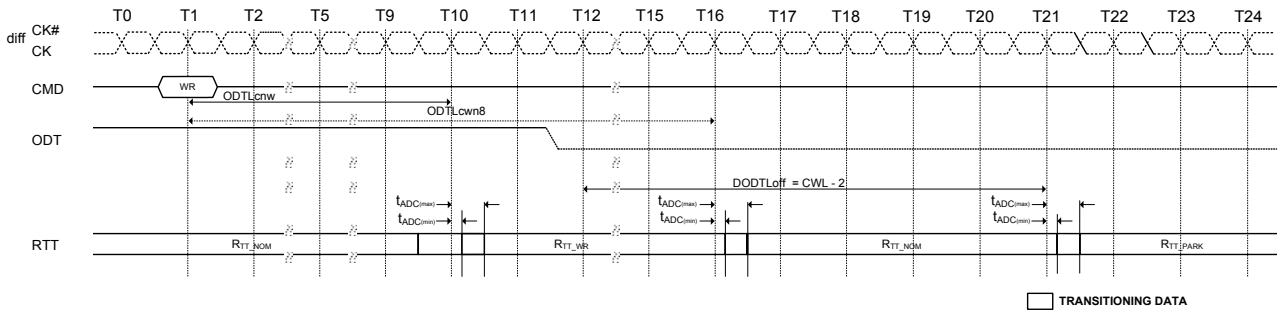 T0 T1 T2 T5 T9 T10 T11 T12 T15 T16 T17 T18 T19 T20 T21 T22 T23 T24
diff CK#
CK
CMD WR
ODTLcnw
ODTLcwn8
ODT
DODTLoff = CWL - 2
tADC(max) tADC(max) tADC(max)
tADC(min) tADC(min) tADC(min)
RTT RTT_NOM RTT_WR RTT_NOM RTT_PARK
TRANSITIONING DATA